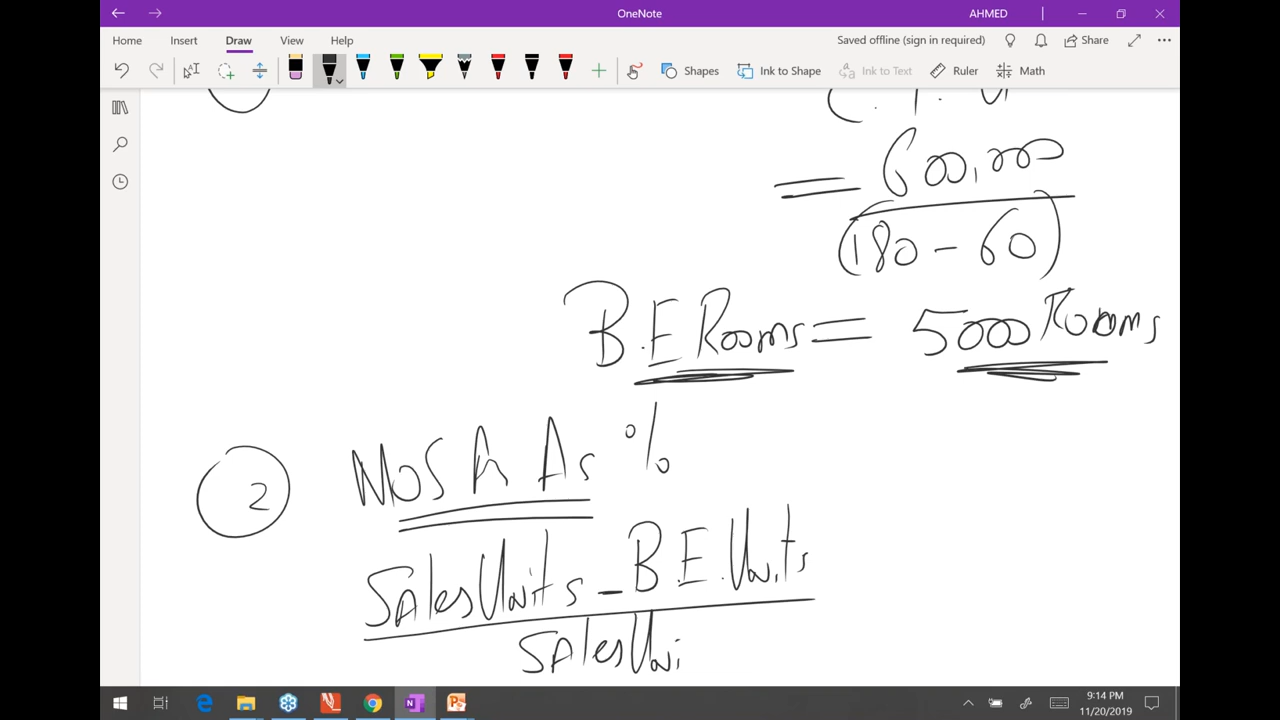 OneNote
AHMED
Home Insert Draw View Help
Saved offline (sign in required)
Share
Shapes
Ink to Shape
Ink to Text
Ruler
Math
= 600,000
(180 - 60)
B.E Rooms = 5000 Rooms
2
MOS As %
Sales Units - B.E. Units
Sales Uni
9:14 PM
11/20/2019